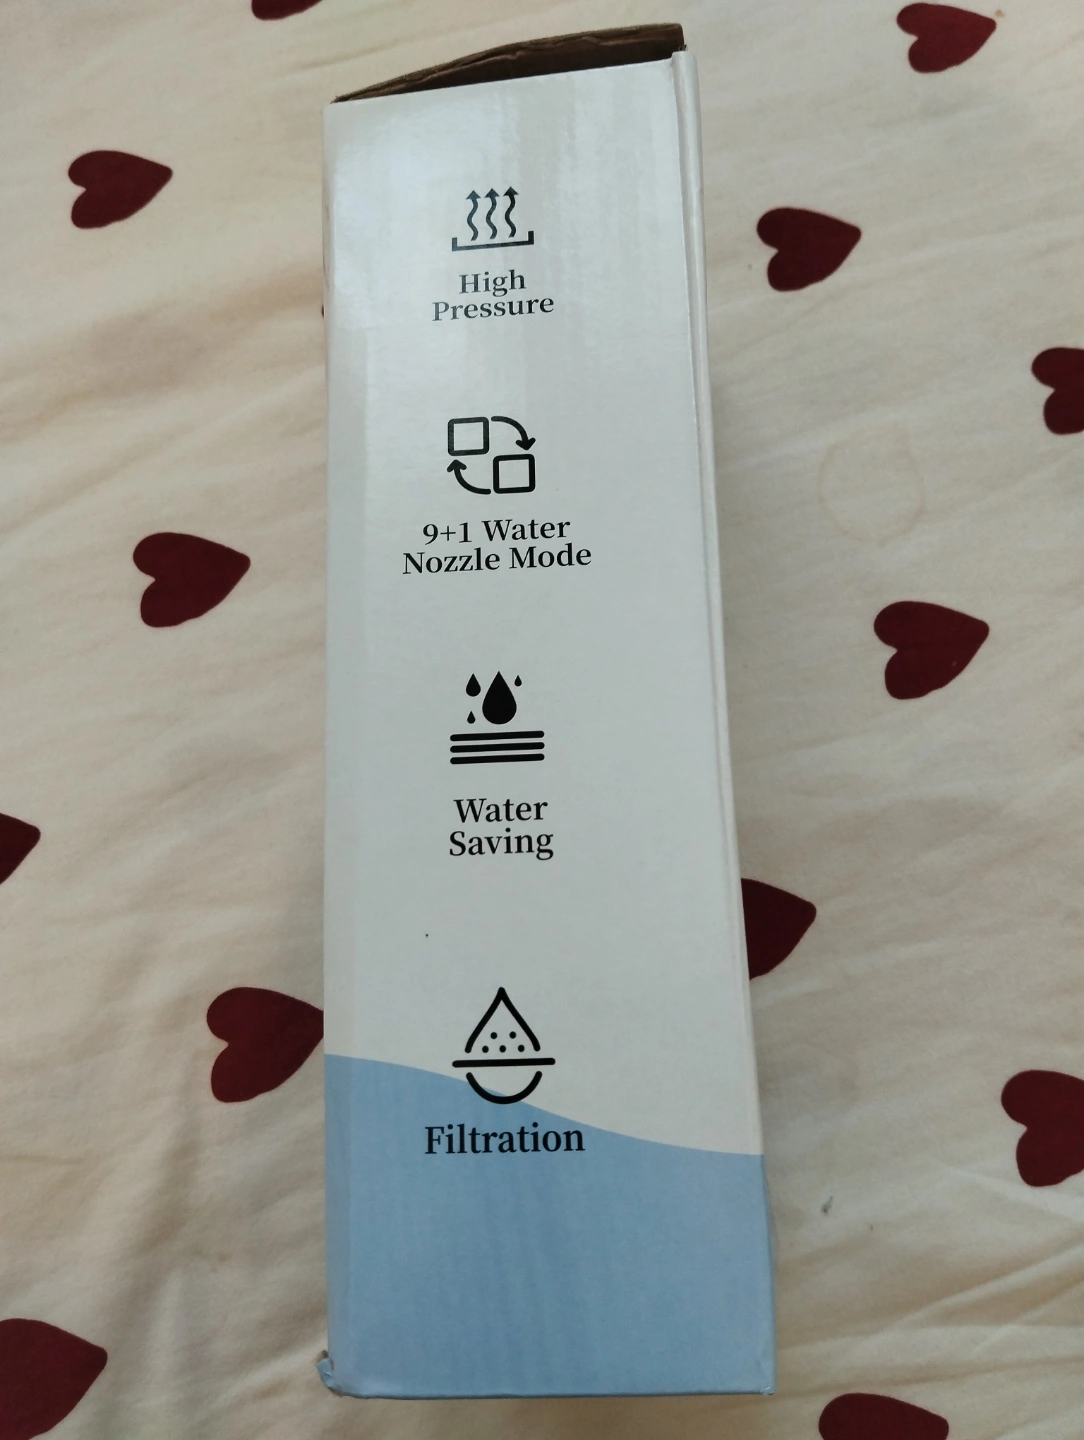 High
Pressure
9+1 Water
Nozzle Mode
Water
Saving
Filtration